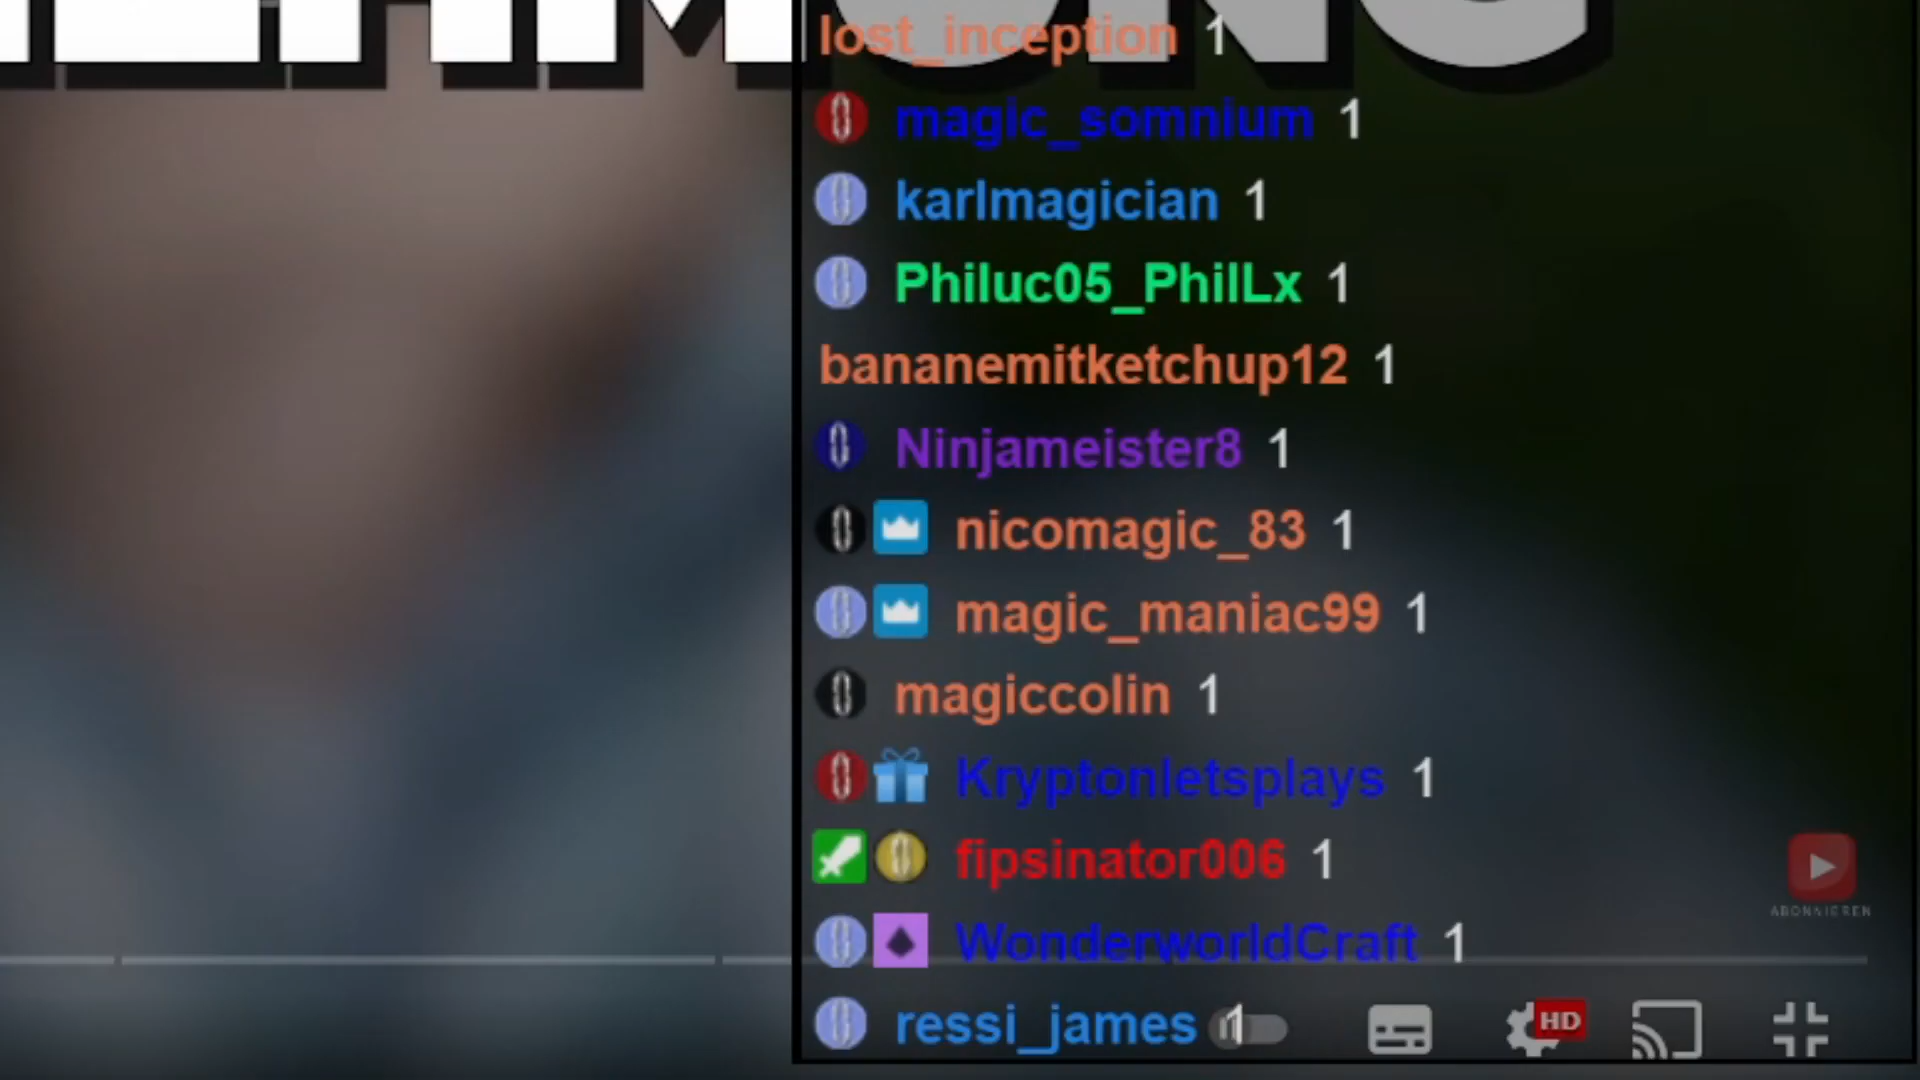 lost_inception 1
magic_somnium 1
karlmagician 1
Philuc05_PhilLx 1
bananemitketchup12 1
Ninjameister8 1
nicomagic_83 1
magic_maniac99 1
magiccolin 1
Kryptonletsplays 1
fipsinator006 1
ABONNIEREN
WonderworldCraft 1
ressi_james 1
HD